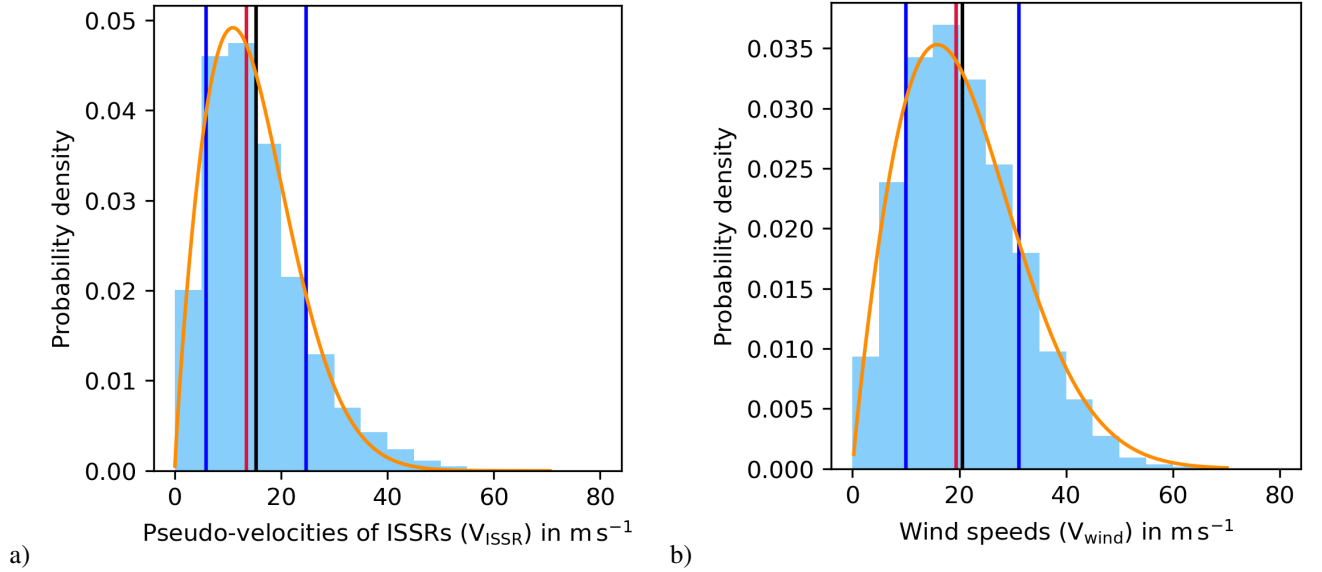 0.05
0.04
0.03
0.02
0.01
0.00
Probability density
0 20 40 60 80
Pseudo-velocities of ISSRs (V_ISSR) in m s⁻¹
a)
0.035
0.030
0.025
0.020
0.015
0.010
0.005
0.000
Probability density
0 20 40 60 80
Wind speeds (V_wind) in m s⁻¹
b)